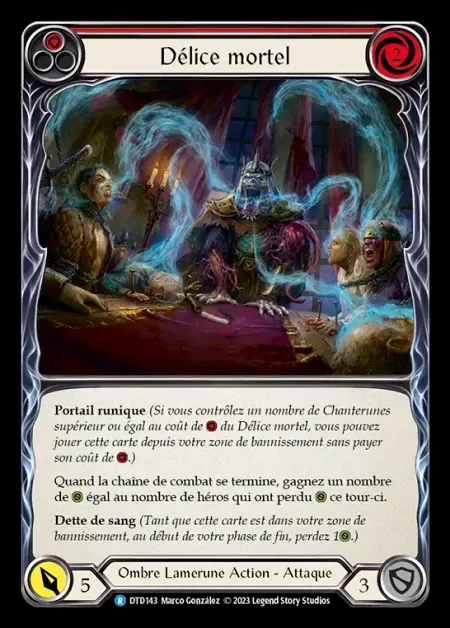 Délice mortel
2
Portail runique (Si vous contrôlez un nombre de Chanterunes
supérieur ou égal au coût de du Délice mortel, vous pouvez
jouer cette carte depuis votre zone de bannissement sans payer
son coût de .)
Quand la chaîne de combat se termine, gagnez un nombre
de égal au nombre de héros qui ont perdu ce tour-ci.
Dette de sang (Tant que cette carte est dans votre zone de
bannissement, au début de votre phase de fin, perdez 1 .)
5
Ombre Lamerune Action - Attaque
3
R DTD143 Marco González © 2023 Legend Story Studios